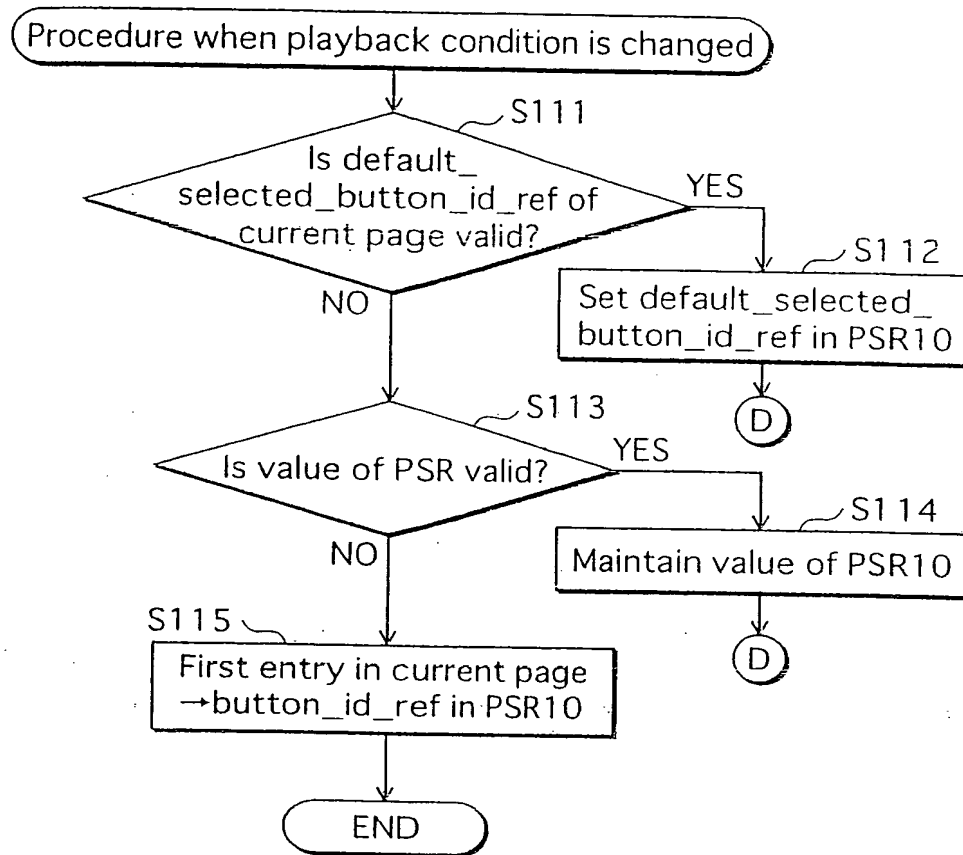 Procedure when playback condition is changed
S111
Is default_
selected_button_id_ref of
current page valid?
YES
NO
S112
Set default_selected_
button_id_ref in PSR10
D
S113
Is value of PSR valid?
YES
NO
S114
Maintain value of PSR10
D
S115
First entry in current page
→button_id_ref in PSR10
END